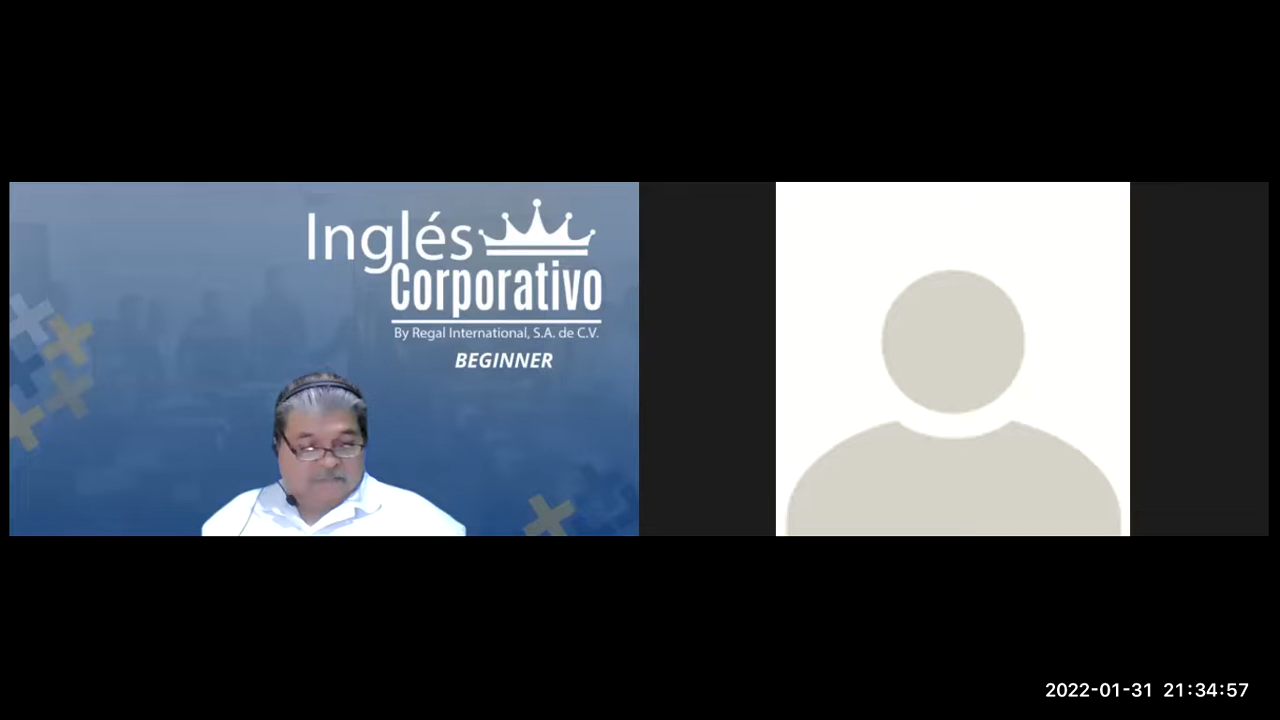 Inglés
Corporativo
By Regal International, S.A. de C.V.
BEGINNER
2022-01-31 21:34:57